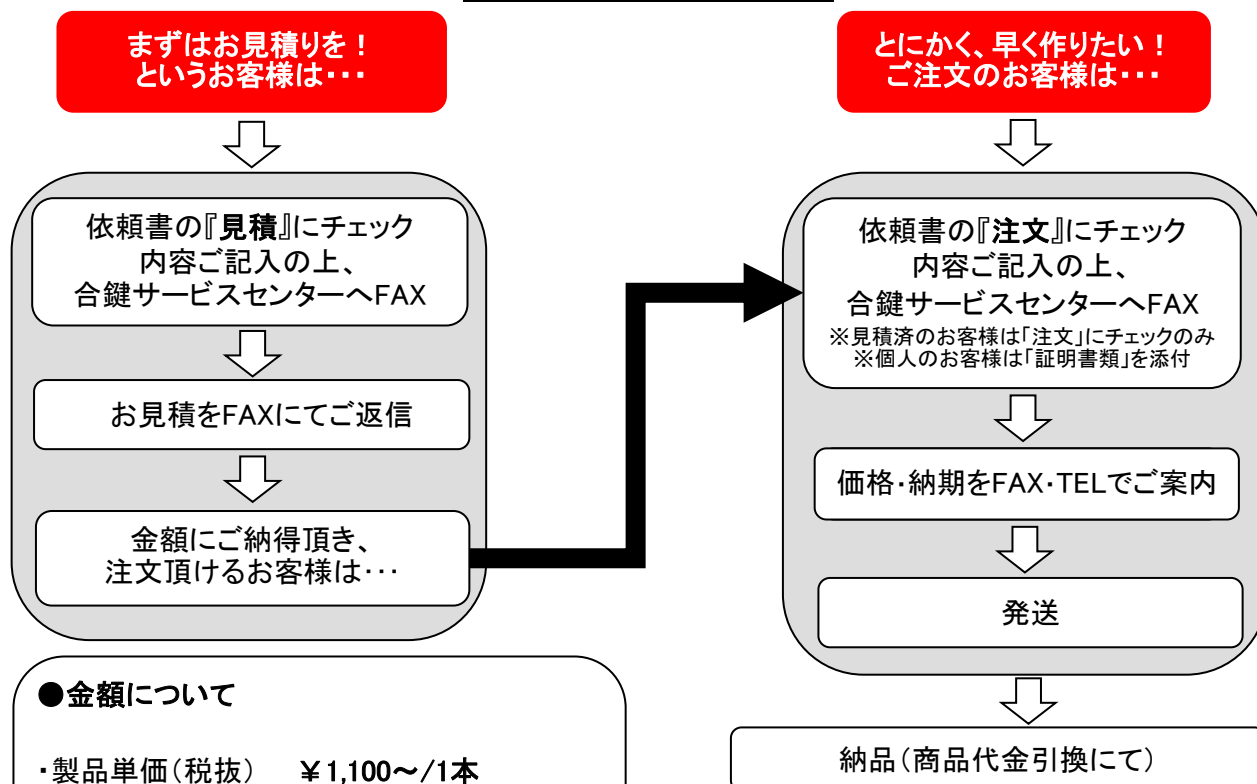 まずはお見積りを！
というお客様は･･･
依頼書の『見積』にチェック
内容ご記入の上、
合鍵サービスセンターへFAX
お見積をFAXにてご返信
金額にご納得頂き、
注文頂けるお客様は･･･
●金額について
･製品単価(税抜)　￥1,100～/1本
とにかく、早く作りたい！
ご注文のお客様は･･･
依頼書の『注文』にチェック
内容ご記入の上、
合鍵サービスセンターへFAX
※見積済のお客様は｢注文｣にチェックのみ
※個人のお客様は｢証明書類｣を添付
価格･納期をFAX･TELでご案内
発送
納品(商品代金引換にて)